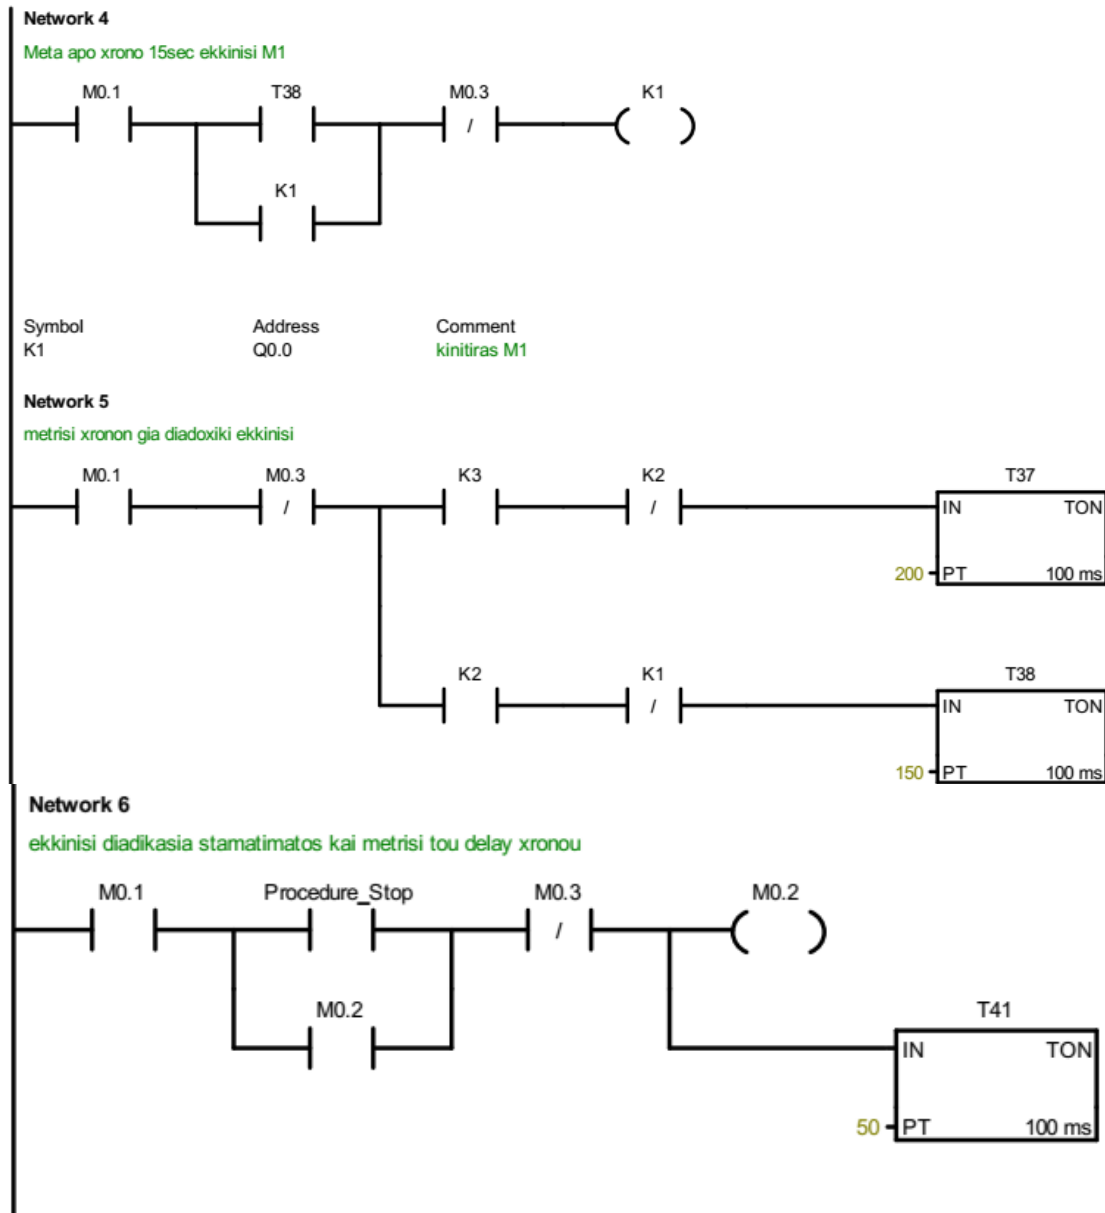 Network 4
Meta apo xrono 15sec ekkinisi M1
M0.1 T38 M0.3 K1
/
K1
Symbol Address Comment
K1 Q0.0 kinitiras M1
Network 5
metrisi xronon gia diadoxiki ekkinisi
M0.1 M0.3 K3 K2 T37
/ / IN TON
200 PT 100 ms
K2 K1 T38
/ IN TON
150 PT 100 ms
Network 6
ekkinisi diadikasia stamatimatos kai metrisi tou delay xronou
M0.1 Procedure_Stop M0.3 M0.2
/
M0.2 T41
IN TON
50 PT 100 ms